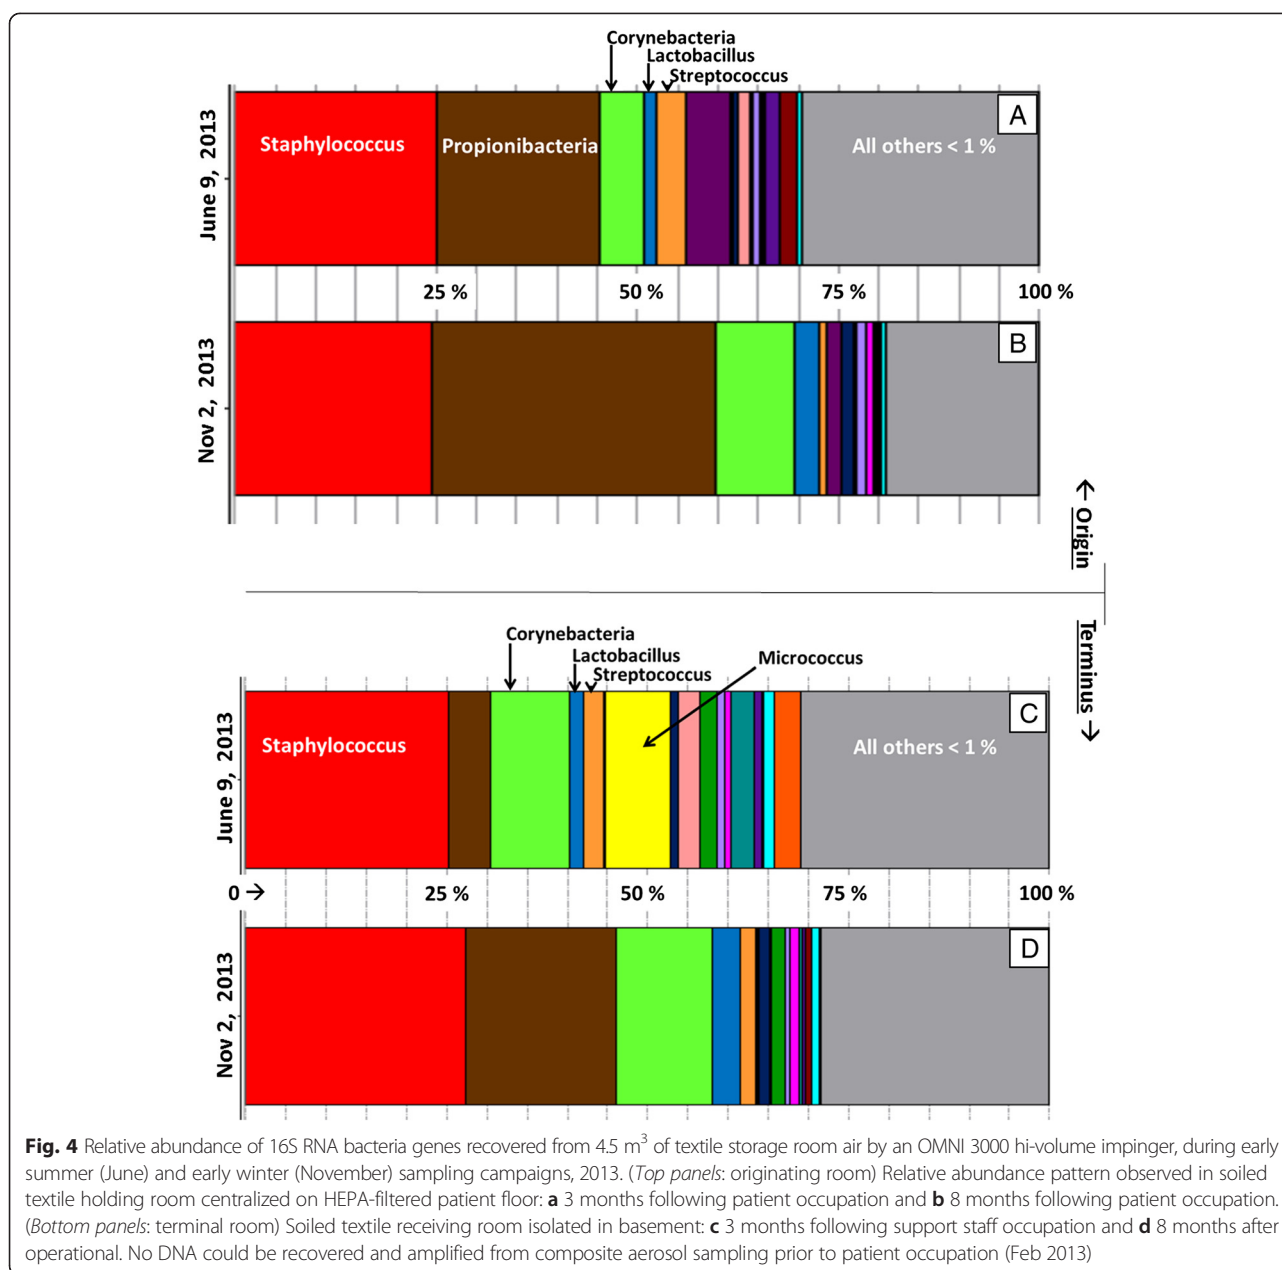 Corynebacteria
Lactobacillus
Streptococcus
June 9, 2013
Staphylococcus
Propionibacteria
All others < 1 %
A
25 %
50 %
75 %
100 %
Nov 2, 2013
B
← Origin
Terminus →
Corynebacteria
Lactobacillus
Streptococcus
Micrococcus
June 9, 2013
Staphylococcus
All others < 1 %
C
0 →
25 %
50 %
75 %
100 %
Nov 2, 2013
D
Fig. 4 Relative abundance of 16S RNA bacteria genes recovered from 4.5 m³ of textile storage room air by an OMNI 3000 hi-volume impinger, during early
summer (June) and early winter (November) sampling campaigns, 2013. (Top panels: originating room) Relative abundance pattern observed in soiled
textile holding room centralized on HEPA-filtered patient floor: a 3 months following patient occupation and b 8 months following patient occupation.
(Bottom panels: terminal room) Soiled textile receiving room isolated in basement: c 3 months following support staff occupation and d 8 months after
operational. No DNA could be recovered and amplified from composite aerosol sampling prior to patient occupation (Feb 2013)